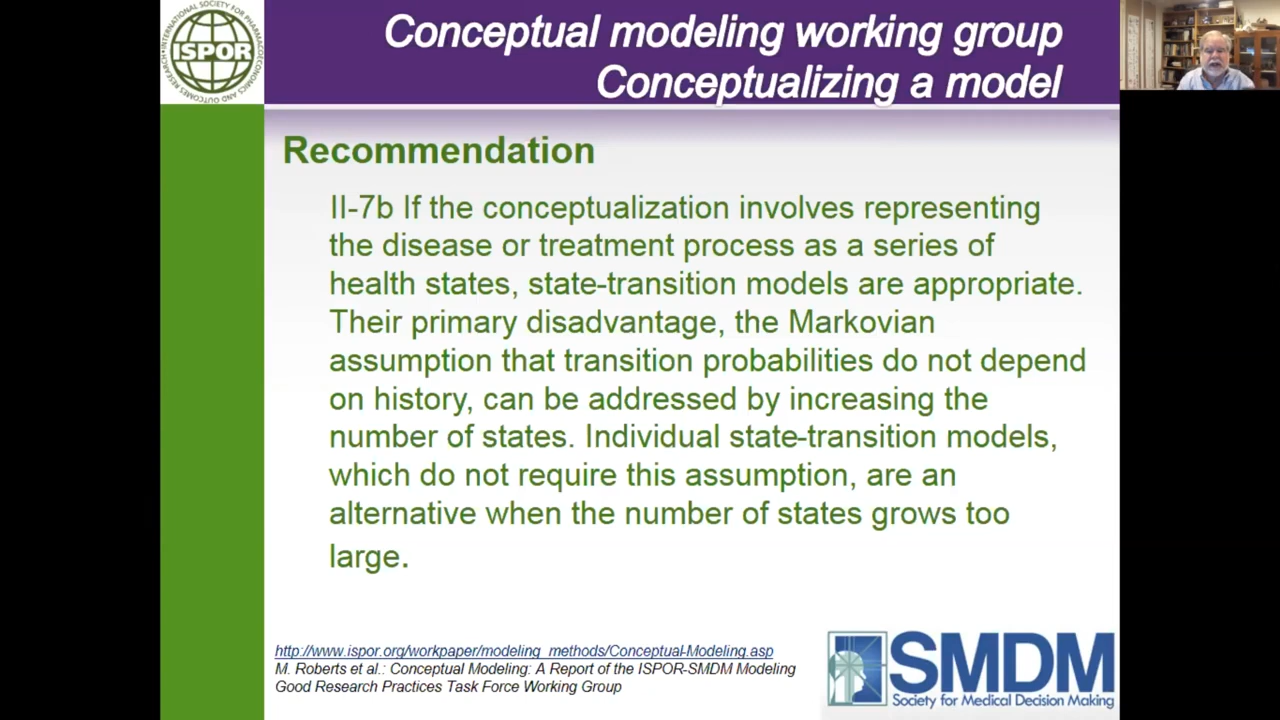 Conceptual modeling working group
Conceptualizing a model
INTERNATIONAL SOCIETY FOR PHARMACOECONOMICS AND OUTCOMES RESEARCH
ISPOR
Recommendation
II-7b If the conceptualization involves representing
the disease or treatment process as a series of
health states, state-transition models are appropriate.
Their primary disadvantage, the Markovian
assumption that transition probabilities do not depend
on history, can be addressed by increasing the
number of states. Individual state-transition models,
which do not require this assumption, are an
alternative when the number of states grows too
large.
http://www.ispor.org/workpaper/modeling_methods/Conceptual-Modeling.asp
M. Roberts et al.: Conceptual Modeling: A Report of the ISPOR-SMDM Modeling
Good Research Practices Task Force Working Group
SMDM
Society for Medical Decision Making